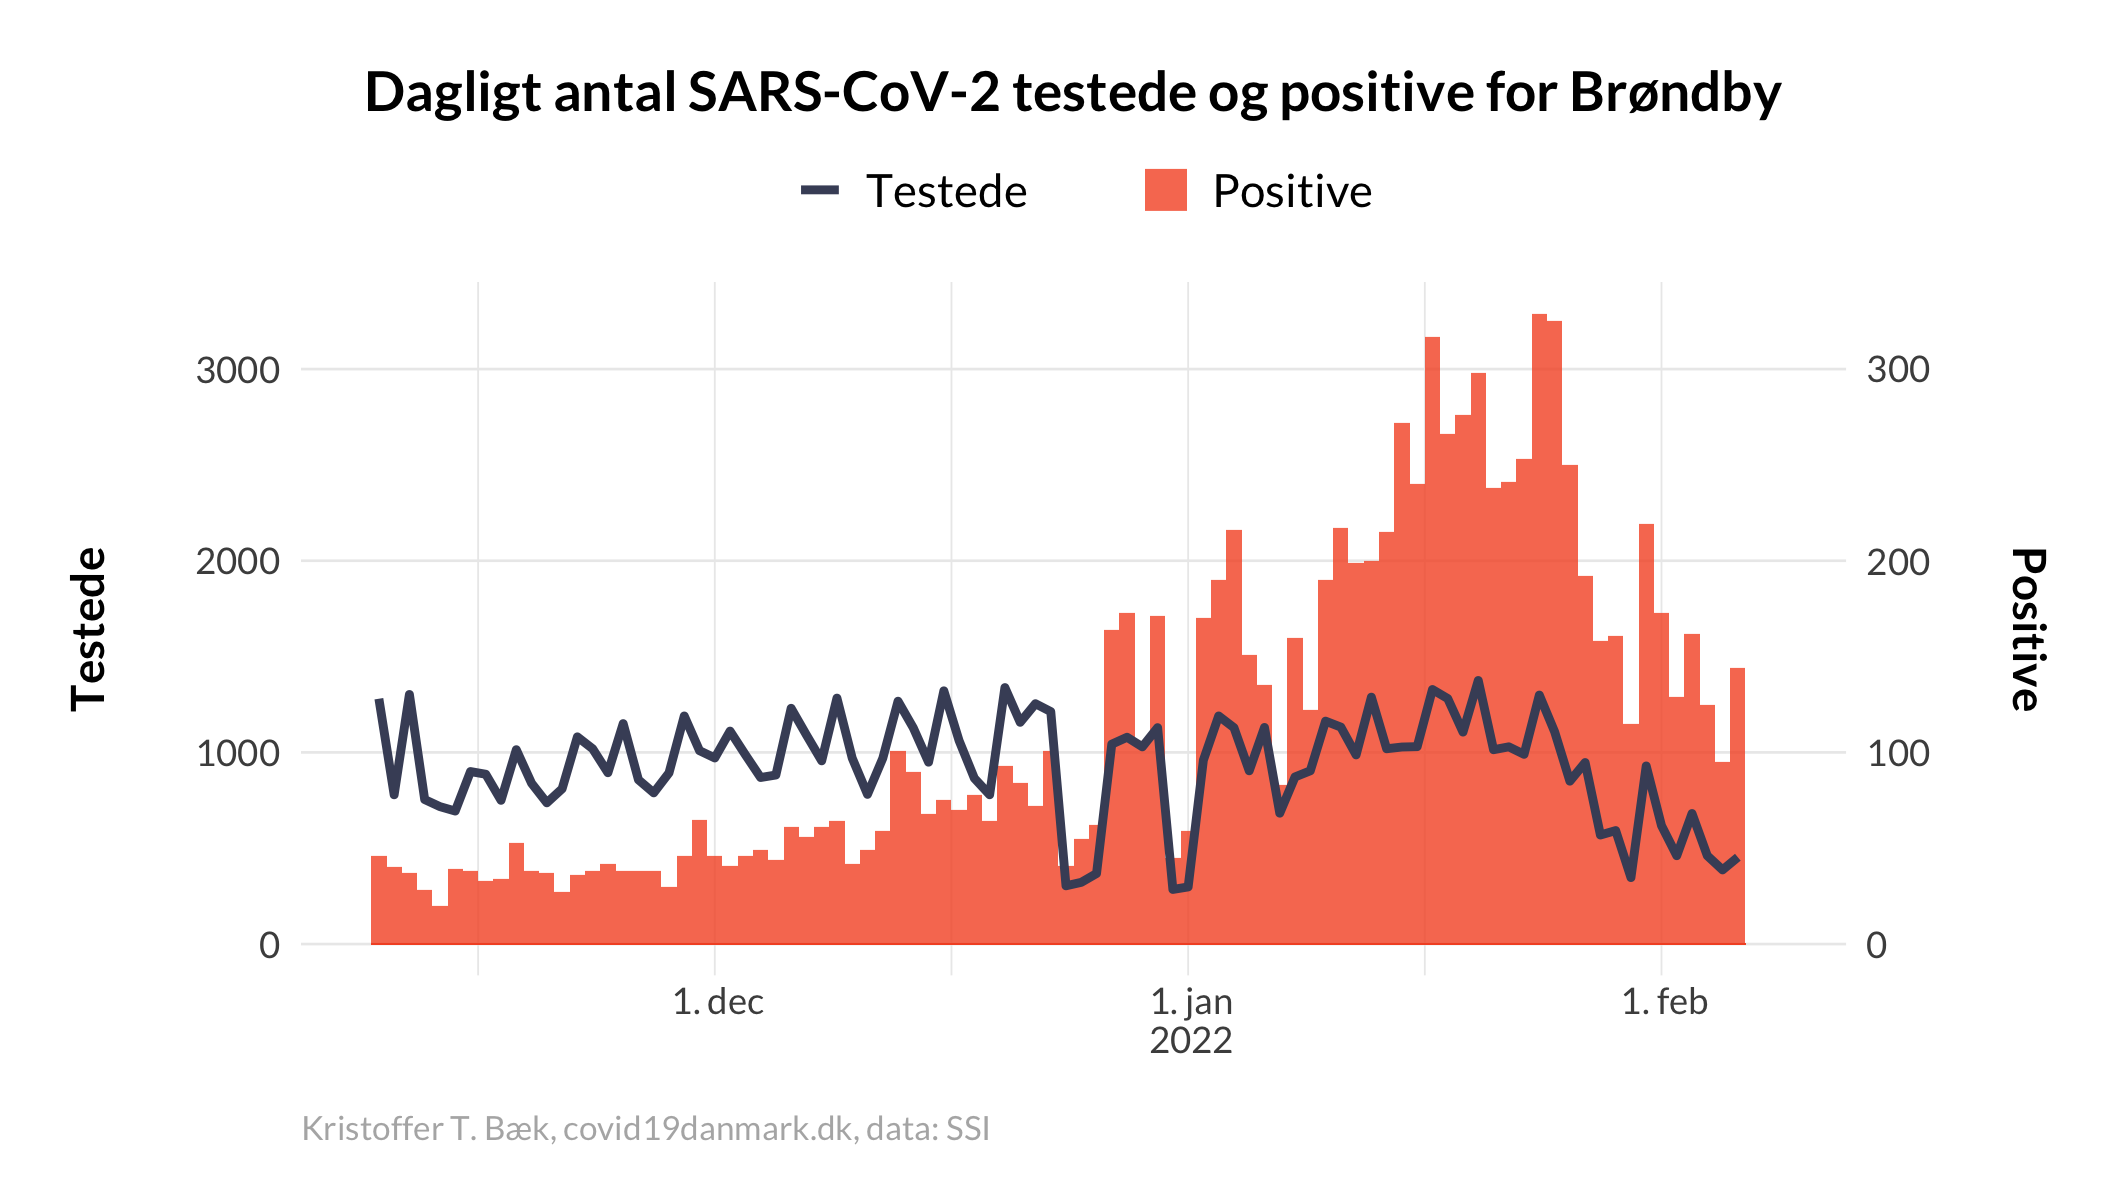 Dagligt antal SARS-CoV-2 testede og positive for Brøndby
Testede
Positive
Testede
3000
2000
1000
0
300
200
100
0
Positive
1. dec
1. jan
2022
1. feb
Kristoffer T. Bæk, covid19danmark.dk, data: SSI